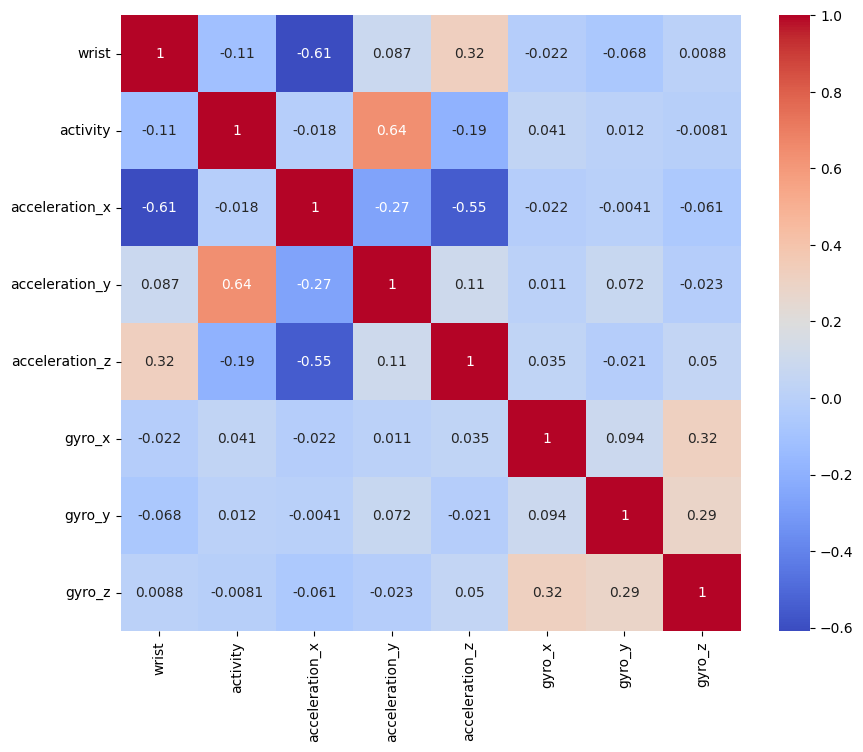 wrist 1 -0.11 -0.61 0.087 0.32 -0.022 -0.068 0.0088
activity -0.11 1 -0.018 0.64 -0.19 0.041 0.012 -0.0081
acceleration_x -0.61 -0.018 1 -0.27 -0.55 -0.022 -0.0041 -0.061
acceleration_y 0.087 0.64 -0.27 1 0.11 0.011 0.072 -0.023
acceleration_z 0.32 -0.19 -0.55 0.11 1 0.035 -0.021 0.05
gyro_x -0.022 0.041 -0.022 0.011 0.035 1 0.094 0.32
gyro_y -0.068 0.012 -0.0041 0.072 -0.021 0.094 1 0.29
gyro_z 0.0088 -0.0081 -0.061 -0.023 0.05 0.32 0.29 1
wrist activity acceleration_x acceleration_y acceleration_z gyro_x gyro_y gyro_z
1.0
0.8
0.6
0.4
0.2
0.0
−0.2
−0.4
−0.6